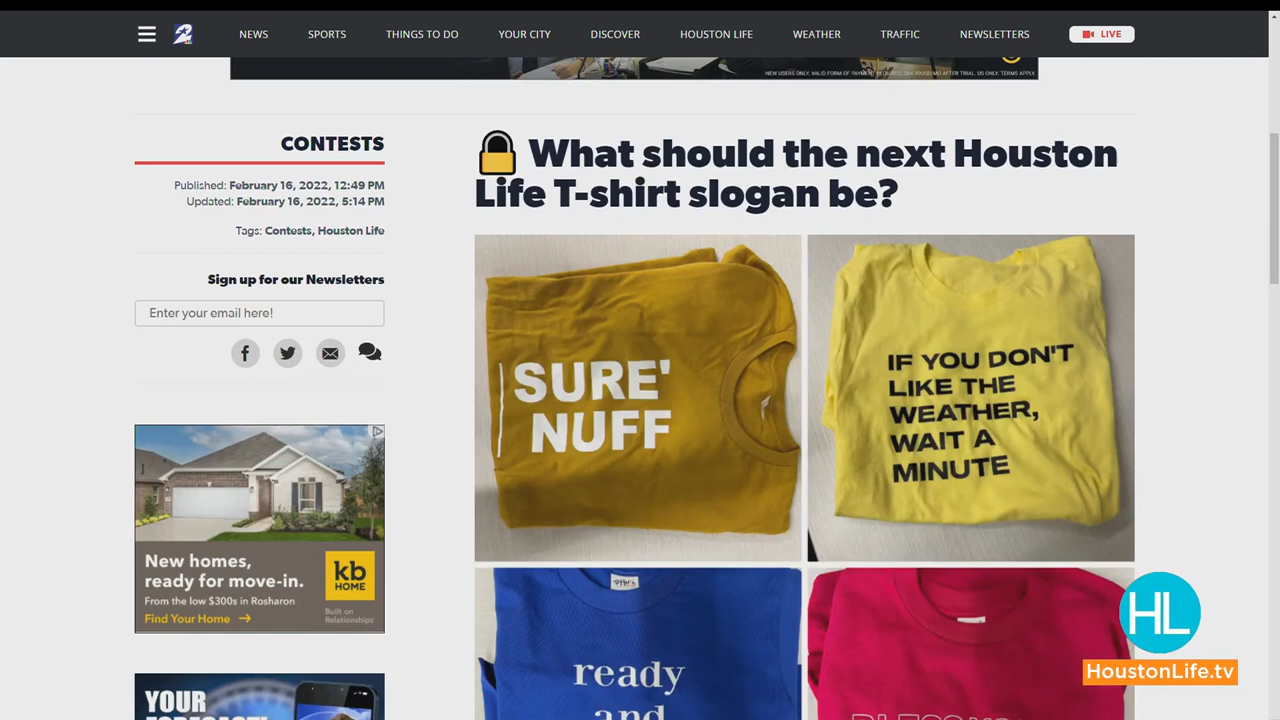 NEWS SPORTS THINGS TO DO YOUR CITY DISCOVER HOUSTON LIFE WEATHER TRAFFIC NEWSLETTERS LIVE
CONTESTS
Published: February 16, 2022, 12:49 PM
Updated: February 16, 2022, 5:14 PM
Tags: Contests, Houston Life
Sign up for our Newsletters
Enter your email here!
New homes,
ready for move-in.
From the low $300s in Rosharon
Find Your Home
kb
HOME
Built on
Relationships®
YOUR
What should the next Houston
Life T-shirt slogan be?
SURE'
NUFF
IF YOU DON'T
LIKE THE
WEATHER,
WAIT A
MINUTE
ready
and
HL
HoustonLife.tv